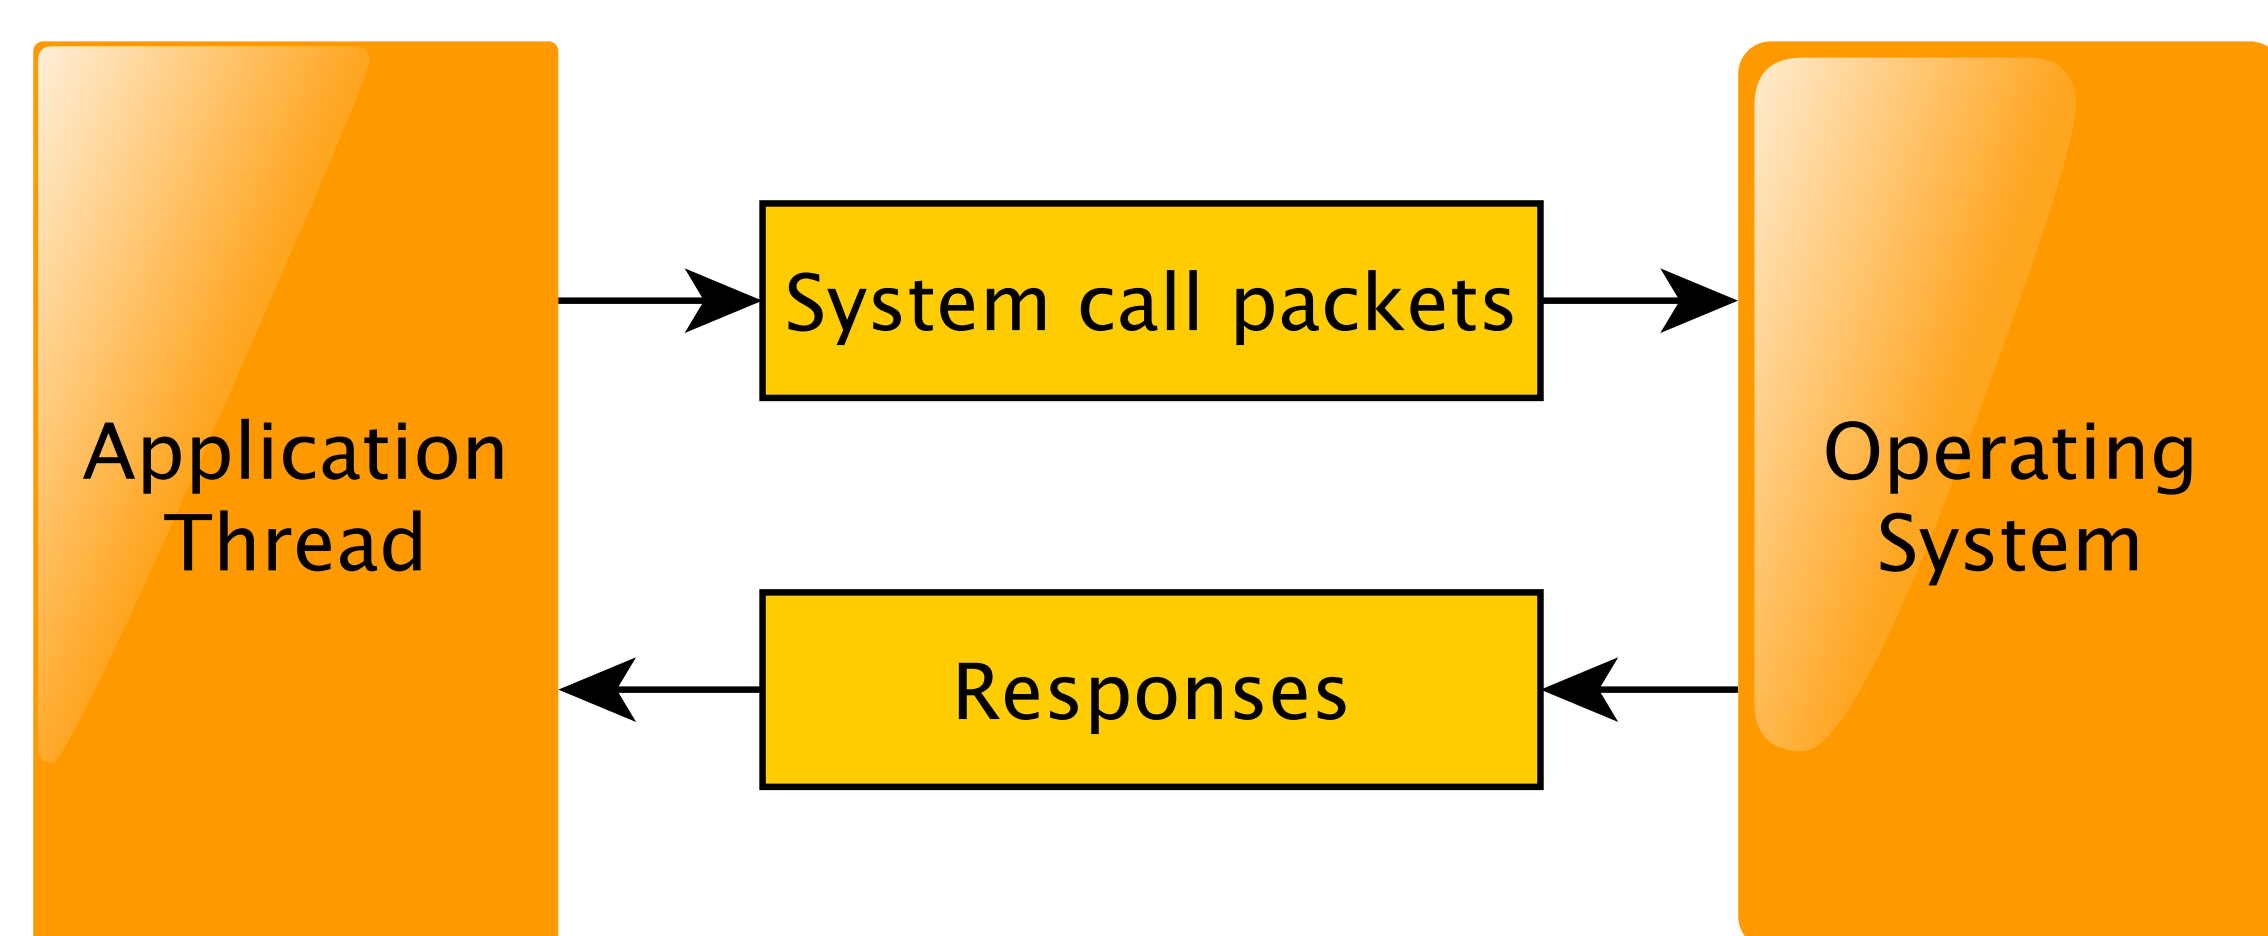 Application
Thread
System call packets
Responses
Operating
System